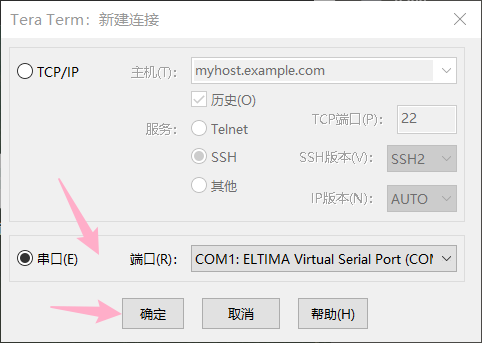 Tera Term：新建连接
TCP/IP
主机(T)：
myhost.example.com
历史(O)
服务：
Telnet
TCP端口(P)：
22
SSH
SSH版本(V)：
SSH2
其他
IP版本(N)：
AUTO
串口(E)
端口(R)：
COM1: ELTIMA Virtual Serial Port (COM
确定
取消
帮助(H)